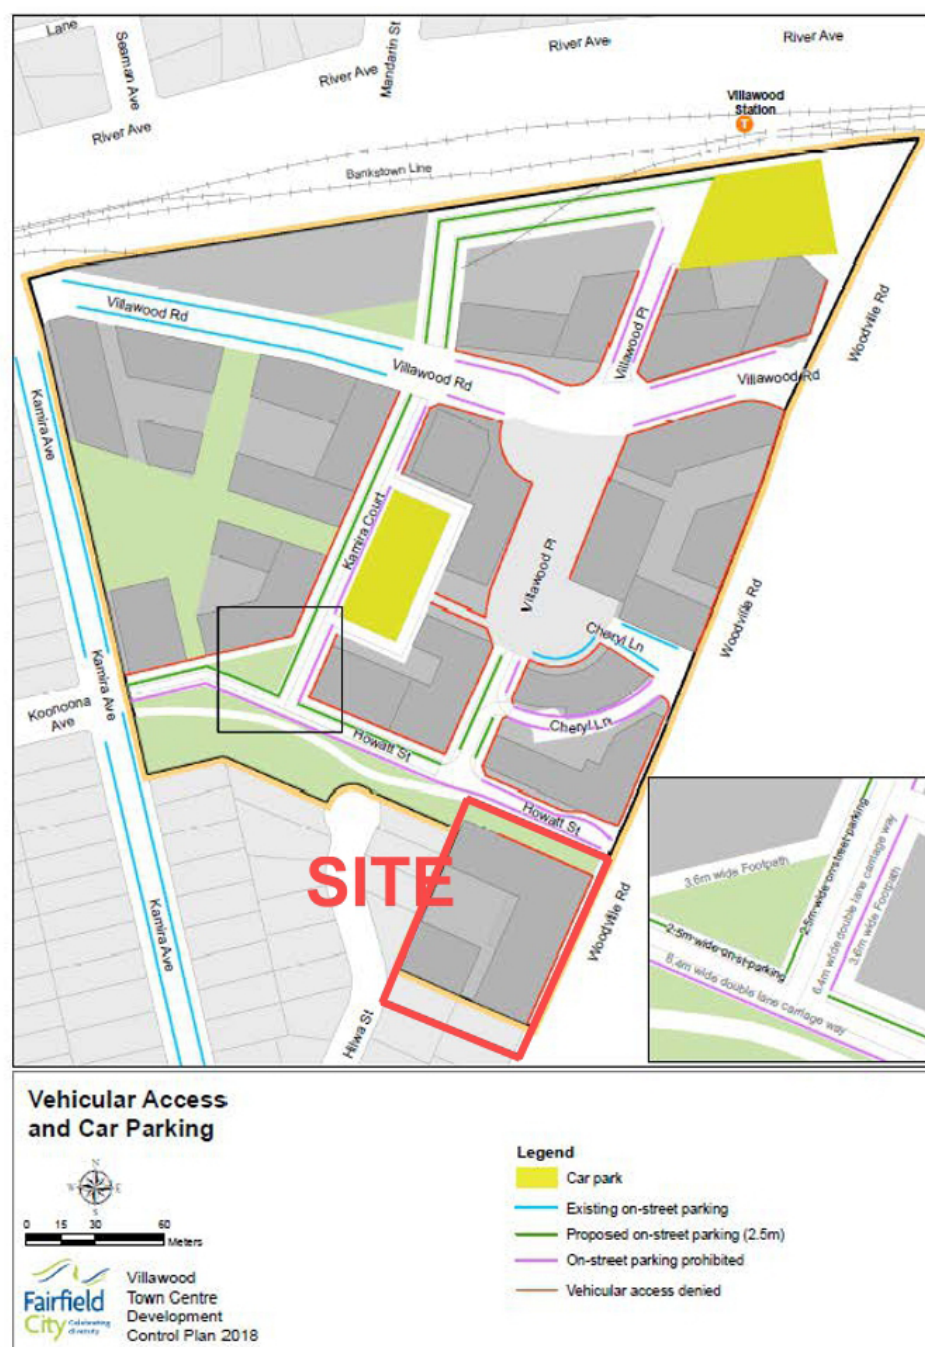 Lane
Seaman Ave
River Ave
River Ave
Mandarin St
River Ave
River Ave
Villawood
Station
T
Bankstown Line
Villawood Rd
Villawood Rd
Villawood Pl
Villawood Rd
Woodville Rd
Kamira Ave
Kamira Court
Villawood Pl
Cheryl Ln
Woodville Rd
Kamira Ave
Koonoona
Ave
Cheryl Ln
Howatt St
Howatt St
SITE
Kamira Ave
Hilwa St
Woodville Rd
3.6m wide Footpath
2.5m wide on street parking
2.5m wide on st parking
6.4m wide double lane carriage way
3.6m wide Footpath
8.4m wide double lane carriage way
Vehicular Access
and Car Parking
N
W E
S
0 15 30 60
Meters
Fairfield
City Celebrating
diversity
Villawood
Town Centre
Development
Control Plan 2018
Legend
Car park
Existing on-street parking
Proposed on-street parking (2.5m)
On-street parking prohibited
Vehicular access denied